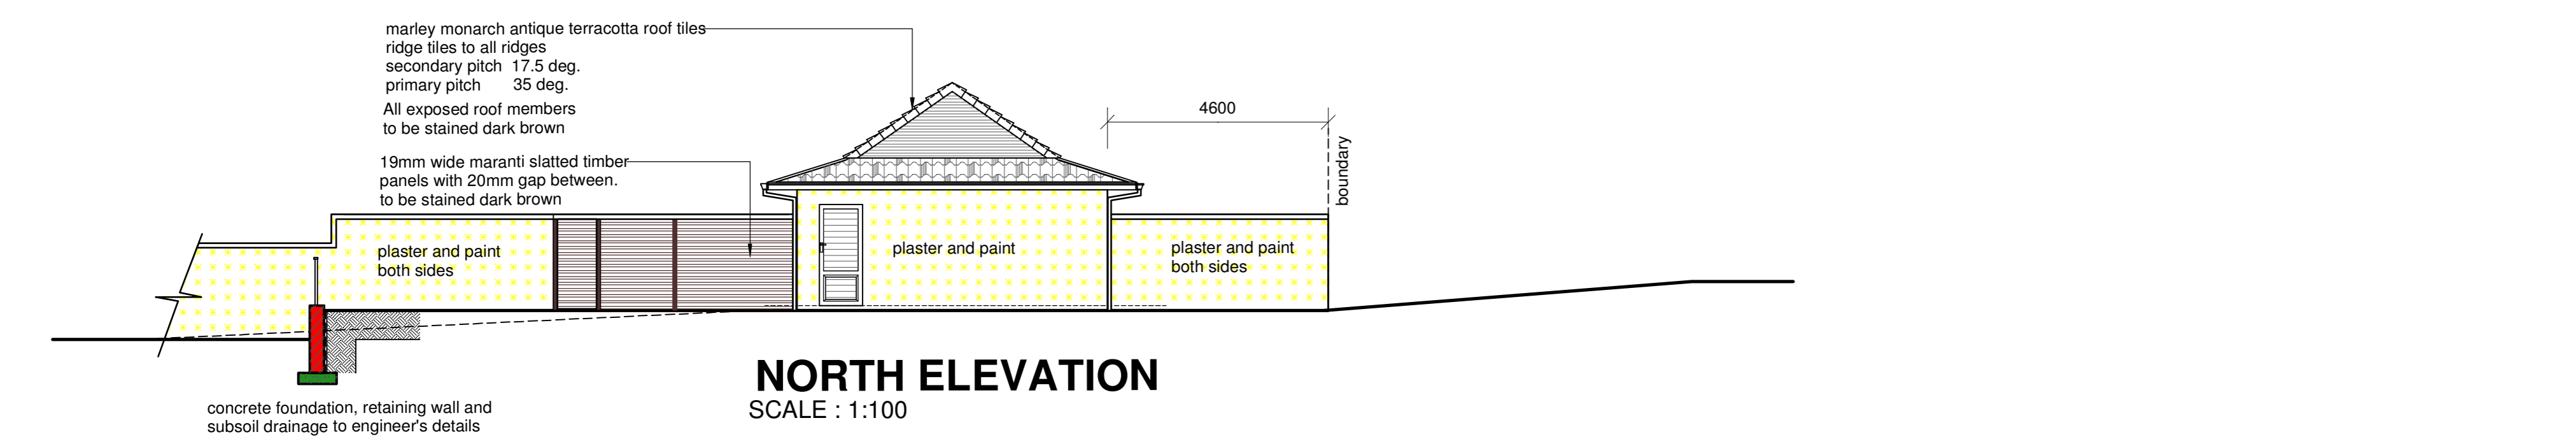 marley monarch antique terracotta roof tiles
ridge tiles to all ridges
secondary pitch 17.5 deg.
primary pitch 35 deg.
All exposed roof members
to be stained dark brown
4600
boundary
19mm wide maranti slatted timber
panels with 20mm gap between.
to be stained dark brown
plaster and paint
both sides
plaster and paint
plaster and paint
both sides
NORTH ELEVATION
SCALE : 1:100
concrete foundation, retaining wall and
subsoil drainage to engineer's details